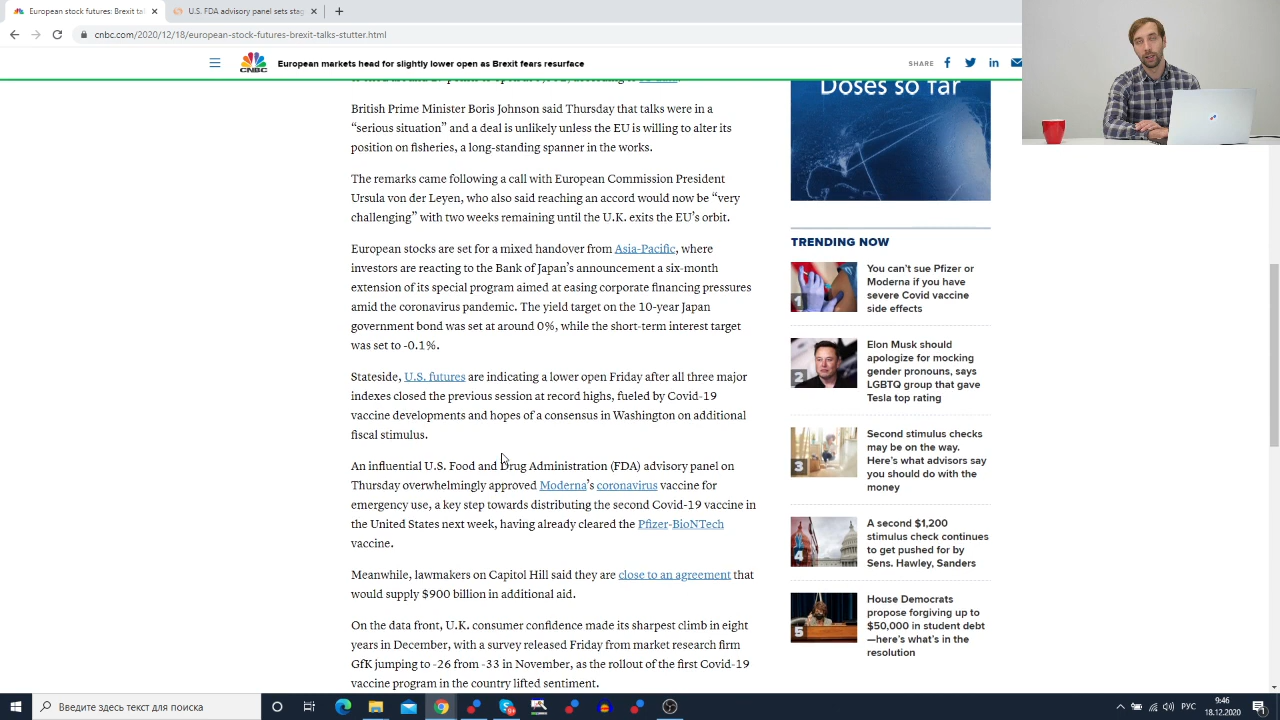 European stock futures: Brexit ta
U.S. FDA advisory panel on stag
cnbc.com/2020/12/18/european-stock-futures-brexit-talks-stutter.html
CNBC
European markets head for slightly lower open as Brexit fears resurface
SHARE
British Prime Minister Boris Johnson said Thursday that talks were in a
“serious situation” and a deal is unlikely unless the EU is willing to alter its
position on fisheries, a long-standing spanner in the works.
The remarks came following a call with European Commission President
Ursula von der Leyen, who also said reaching an accord would now be “very
challenging” with two weeks remaining until the U.K. exits the EU’s orbit.
European stocks are set for a mixed handover from Asia-Pacific, where
investors are reacting to the Bank of Japan’s announcement a six-month
extension of its special program aimed at easing corporate financing pressures
amid the coronavirus pandemic. The yield target on the 10-year Japan
government bond was set at around 0%, while the short-term interest target
was set to -0.1%.
Stateside, U.S. futures are indicating a lower open Friday after all three major
indexes closed the previous session at record highs, fueled by Covid-19
vaccine developments and hopes of a consensus in Washington on additional
fiscal stimulus.
An influential U.S. Food and Drug Administration (FDA) advisory panel on
Thursday overwhelmingly approved Moderna’s coronavirus vaccine for
emergency use, a key step towards distributing the second Covid-19 vaccine in
the United States next week, having already cleared the Pfizer-BioNTech
vaccine.
Meanwhile, lawmakers on Capitol Hill said they are close to an agreement that
would supply $900 billion in additional aid.
On the data front, U.K. consumer confidence made its sharpest climb in eight
years in December, with a survey released Friday from market research firm
GfK jumping to -26 from -33 in November, as the rollout of the first Covid-19
vaccine program in the country lifted sentiment.
Doses so far
TRENDING NOW
1
You can’t sue Pfizer or
Moderna if you have
severe Covid vaccine
side effects
2
Elon Musk should
apologize for mocking
gender pronouns, says
LGBTQ group that gave
Tesla top rating
3
Second stimulus checks
may be on the way.
Here’s what advisors say
you should do with the
money
4
A second $1,200
stimulus check continues
to get pushed for by
Sens. Hawley, Sanders
5
House Democrats
propose forgiving up to
$50,000 in student debt
—here’s what’s in the
resolution
Введите здесь текст для поиска
РУС
9:46
18.12.2020